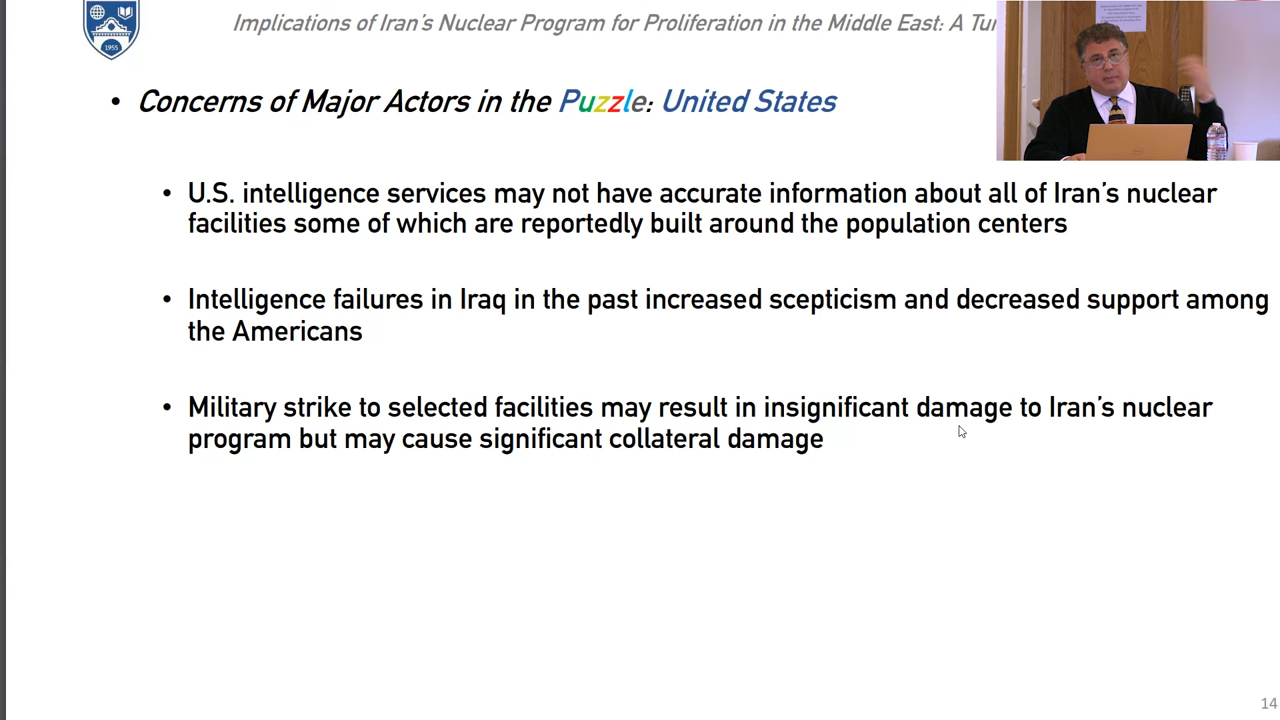 Implications of Iran's Nuclear Program for Proliferation in the Middle East: A Tur
1955
• Concerns of Major Actors in the Puzzle: United States
• U.S. intelligence services may not have accurate information about all of Iran's nuclear
facilities some of which are reportedly built around the population centers
• Intelligence failures in Iraq in the past increased scepticism and decreased support among
the Americans
• Military strike to selected facilities may result in insignificant damage to Iran's nuclear
program but may cause significant collateral damage
14